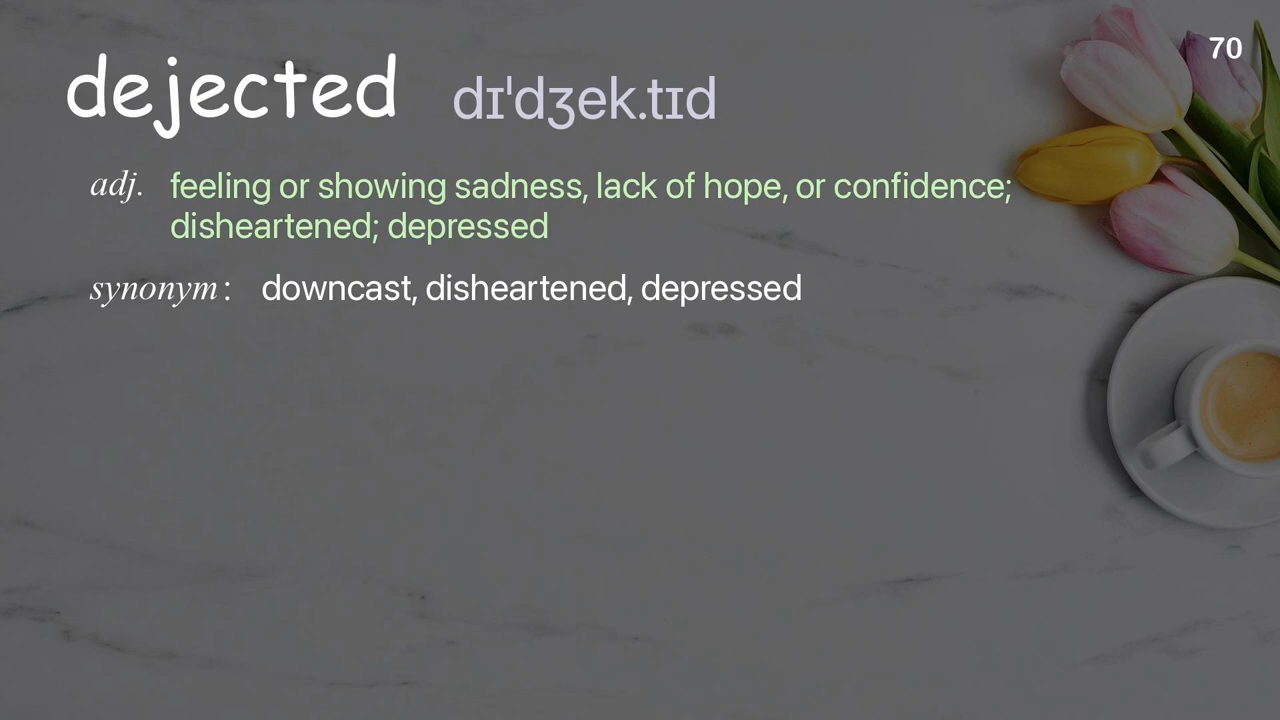 70
dejected dɪˈdʒek.tɪd
adj. feeling or showing sadness, lack of hope, or confidence;
disheartened; depressed
synonym: downcast, disheartened, depressed